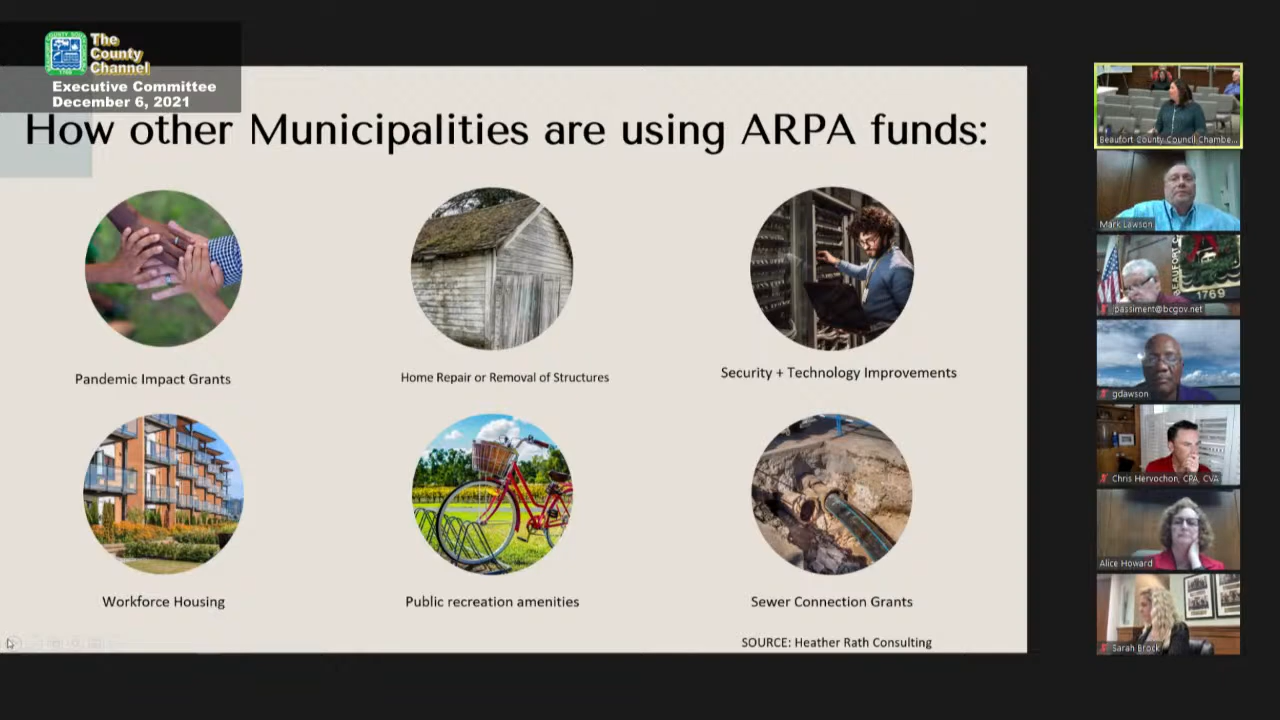 The
County
Channel
Executive Committee
December 6, 2021
How other Municipalities are using ARPA funds:
Pandemic Impact Grants
Home Repair or Removal of Structures
Security + Technology Improvements
Workforce Housing
Public recreation amenities
Sewer Connection Grants
SOURCE: Heather Rath Consulting
Beaufort County Council Chambe...
Mark Lawson
1769
jpassiment@bcgov.net
gdawson
Chris Hervochon, CPA, CVA
Alice Howard
Sarah Brock